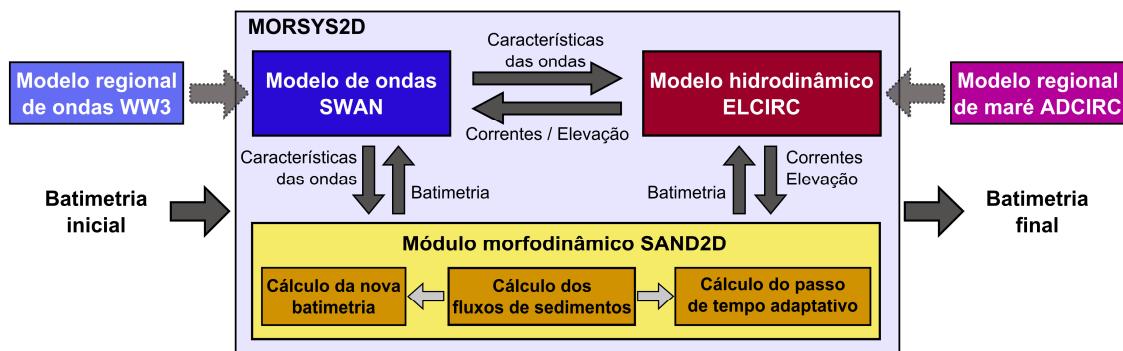 MORSYS2D
Modelo regional
de ondas WW3
Modelo de ondas
SWAN
Características
das ondas
Correntes / Elevação
Modelo hidrodinâmico
ELCIRC
Modelo regional
de maré ADCIRC
Características
das ondas
Batimetria
Batimetria
Correntes
Elevação
Batimetria
inicial
Batimetria
final
Módulo morfodinâmico SAND2D
Cálculo da nova
batimetria
Cálculo dos
fluxos de sedimentos
Cálculo do passo
de tempo adaptativo